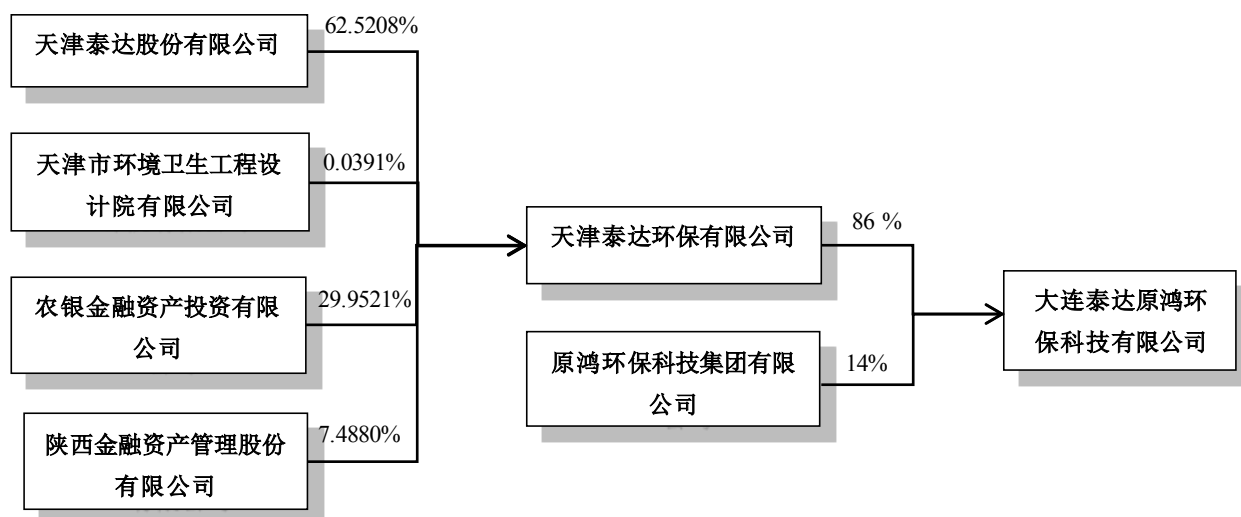 天津泰达股份有限公司
62.5208%
天津市环境卫生工程设
计院有限公司
0.0391%
农银金融资产投资有限
公司
29.9521%
陕西金融资产管理股份
有限公司
7.4880%
天津泰达环保有限公司
86 %
原鸿环保科技集团有限
公司
14%
大连泰达原鸿环
保科技有限公司